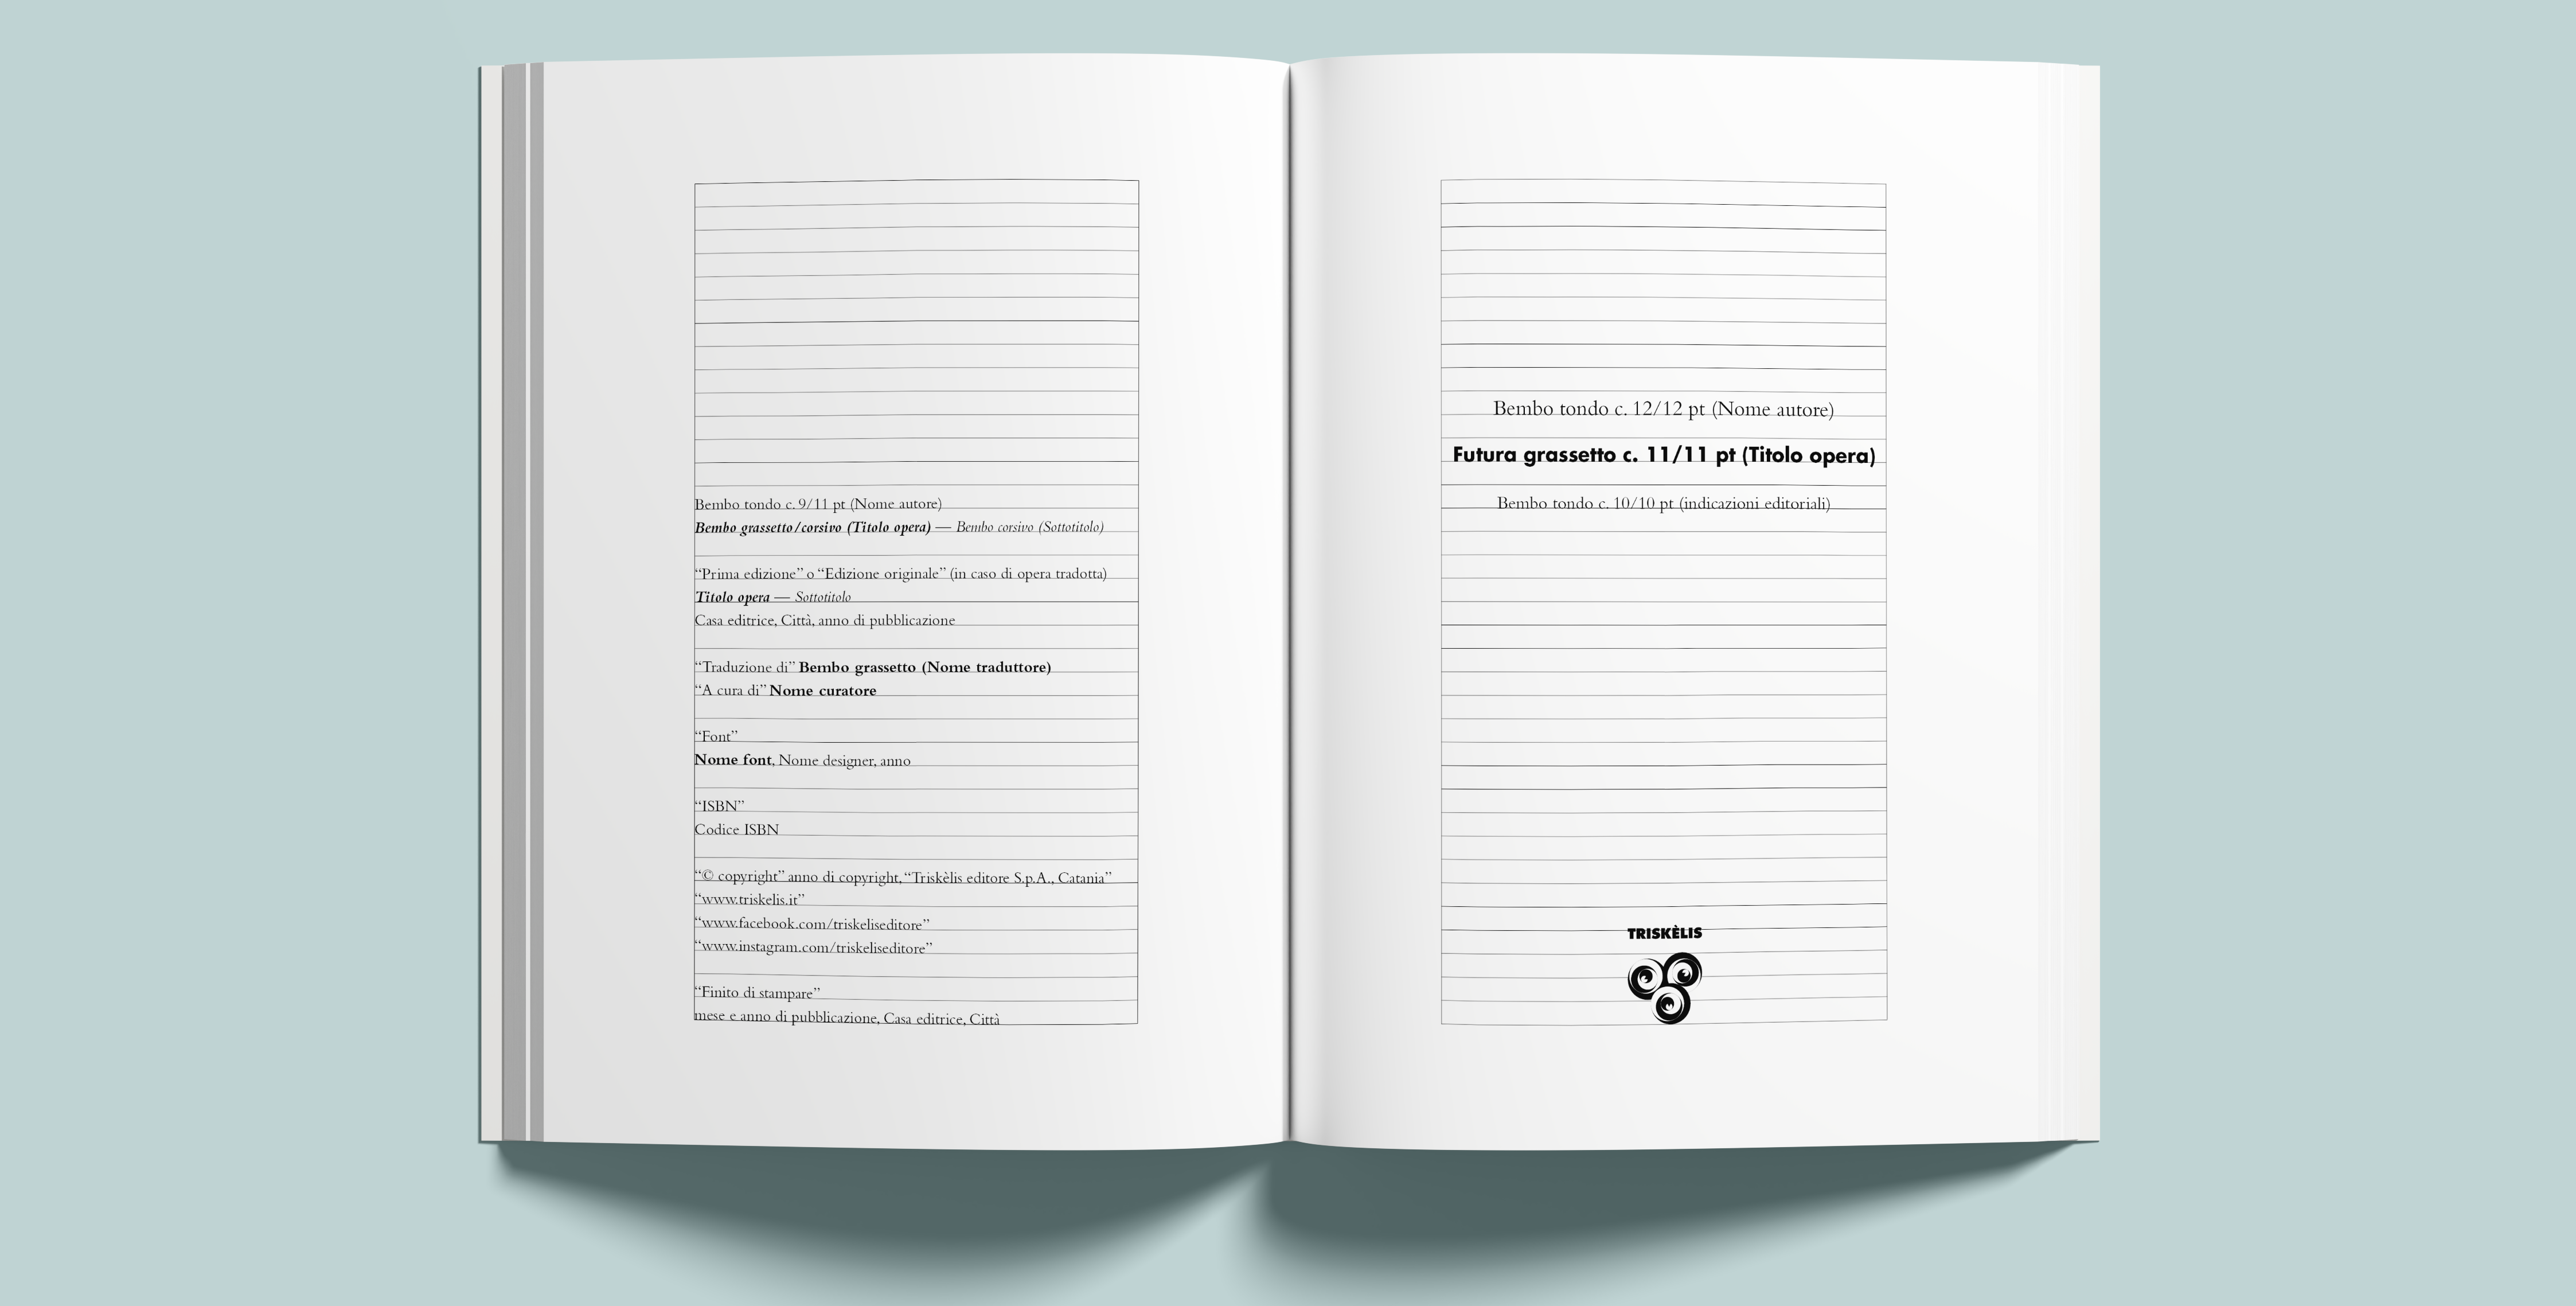 Bembo tondo c. 9/11 pt (Nome autore)
Bembo grassetto/corsivo (Titolo opera) — Bembo corsivo (Sottotitolo)
“Prima edizione” o “Edizione originale” (in caso di opera tradotta)
Titolo opera — Sottotitolo
Casa editrice, Città, anno di pubblicazione
“Traduzione di” Bembo grassetto (Nome traduttore)
“A cura di” Nome curatore
“Font”
Nome font, Nome designer, anno
“ISBN”
Codice ISBN
“© copyright” anno di copyright, “Triskèlis editore S.p.A., Catania”
“www.triskelis.it”
“www.facebook.com/triskeliseditore”
“www.instagram.com/triskeliseditore”
“Finito di stampare”
mese e anno di pubblicazione, Casa editrice, Città
Bembo tondo c. 12/12 pt (Nome autore)
Futura grassetto c. 11/11 pt (Titolo opera)
Bembo tondo c. 10/10 pt (indicazioni editoriali)
TRISKÈLIS